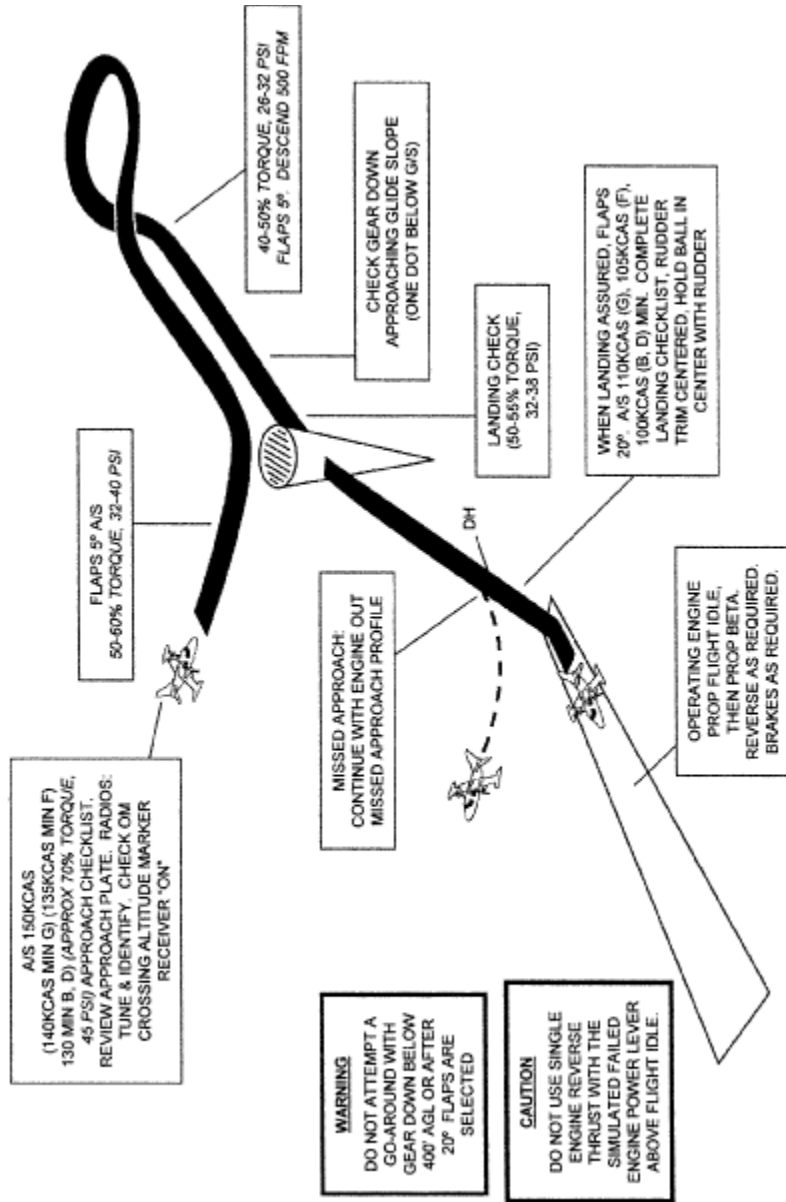 A/S 150KCAS
(140KCAS MIN G) (135KCAS MIN F)
130 MIN B, D) (APPROX 70% TORQUE,
45 PSI) APPROACH CHECKLIST.
REVIEW APPROACH PLATE. RADIOS:
TUNE & IDENTIFY. CHECK OM
CROSSING ALTITUDE MARKER
RECEIVER "ON"
FLAPS 5º A/S
50-60% TORQUE, 32-40 PSI
40-50% TORQUE, 26-32 PSI
FLAPS 5º. DESCEND 500 FPM
CHECK GEAR DOWN
APPROACHING GLIDE SLOPE
(ONE DOT BELOW G/S)
LANDING CHECK
(50-55% TORQUE,
32-38 PSI)
MISSED APPROACH:
CONTINUE WITH ENGINE OUT
MISSED APPROACH PROFILE
DH
WHEN LANDING ASSURED, FLAPS
20º. A/S 110KCAS (G), 105KCAS (F),
100KCAS (B, D) MIN. COMPLETE
LANDING CHECKLIST, RUDDER
TRIM CENTERED, HOLD BALL IN
CENTER WITH RUDDER
OPERATING ENGINE
PROP FLIGHT IDLE,
THEN PROP BETA.
REVERSE AS REQUIRED.
BRAKES AS REQUIRED.
WARNING
DO NOT ATTEMPT A
GO-AROUND WITH
GEAR DOWN BELOW
400' AGL OR AFTER
20º FLAPS ARE
SELECTED
CAUTION
DO NOT USE SINGLE
ENGINE REVERSE
THRUST WITH THE
SIMULATED FAILED
ENGINE POWER LEVER
ABOVE FLIGHT IDLE.